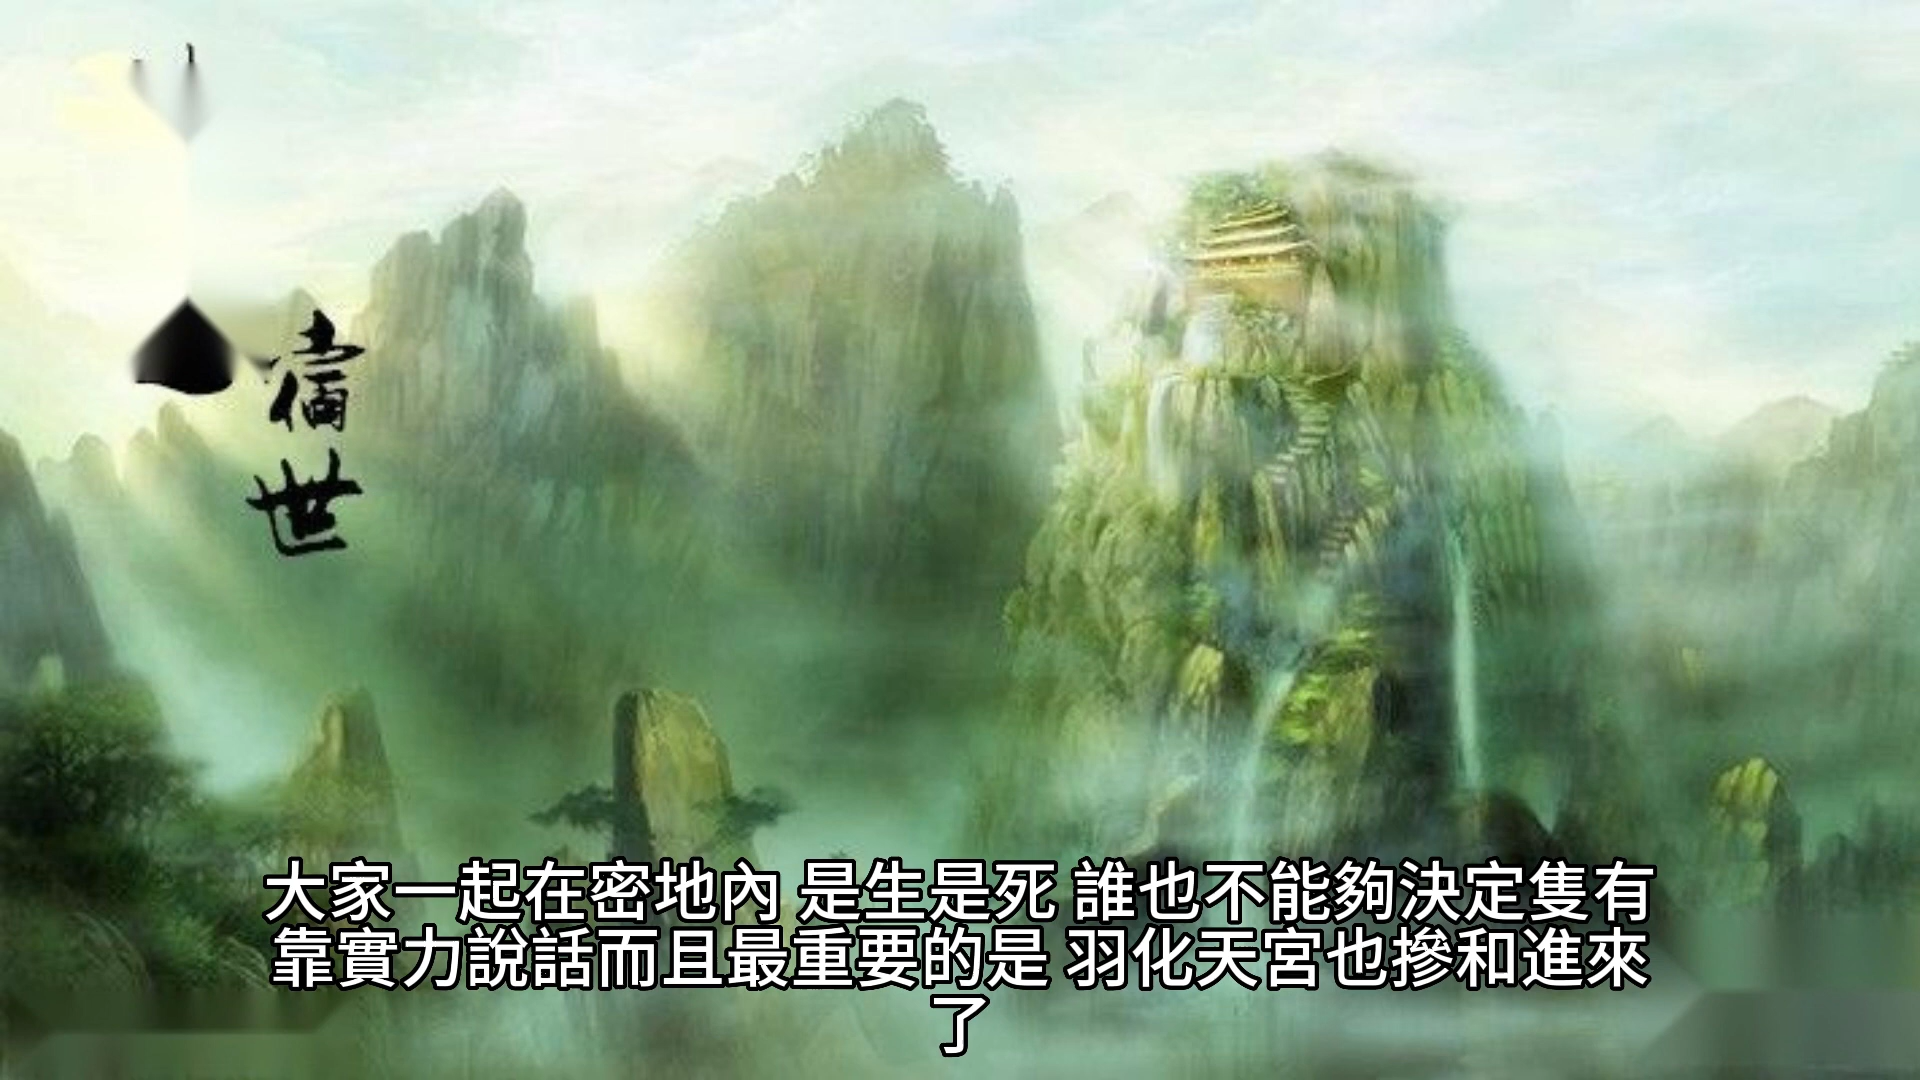 世
大家一起在密地內 是生是死 誰也不能夠決定隻有
靠實力說話而且最重要的是 羽化天宮也摻和進來
了